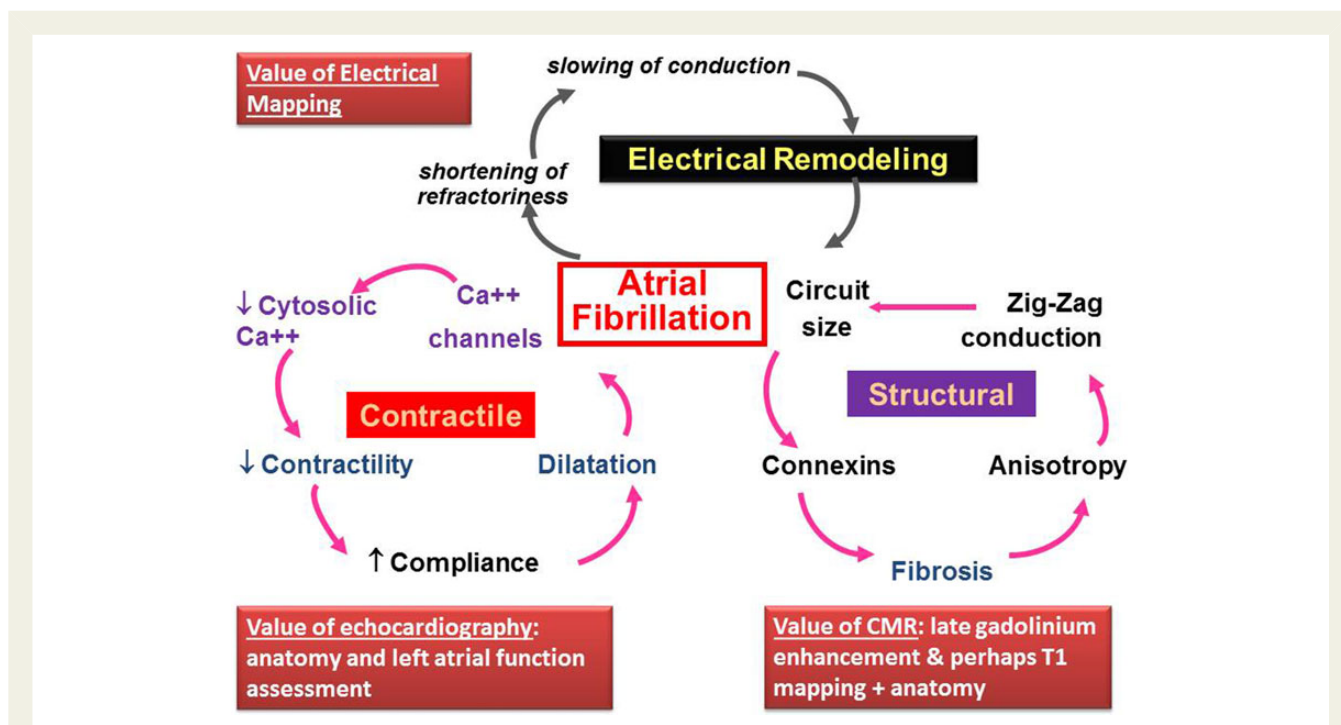 Value of Electrical
Mapping
slowing of conduction
Electrical Remodeling
shortening of
refractoriness
Atrial
Fibrillation
↓ Cytosolic
Ca++
Ca++
channels
Contractile
↓ Contractility
Dilatation
↑ Compliance
Circuit
size
Zig-Zag
conduction
Structural
Connexins
Anisotropy
Fibrosis
Value of echocardiography:
anatomy and left atrial function
assessment
Value of CMR: late gadolinium
enhancement & perhaps T1
mapping + anatomy